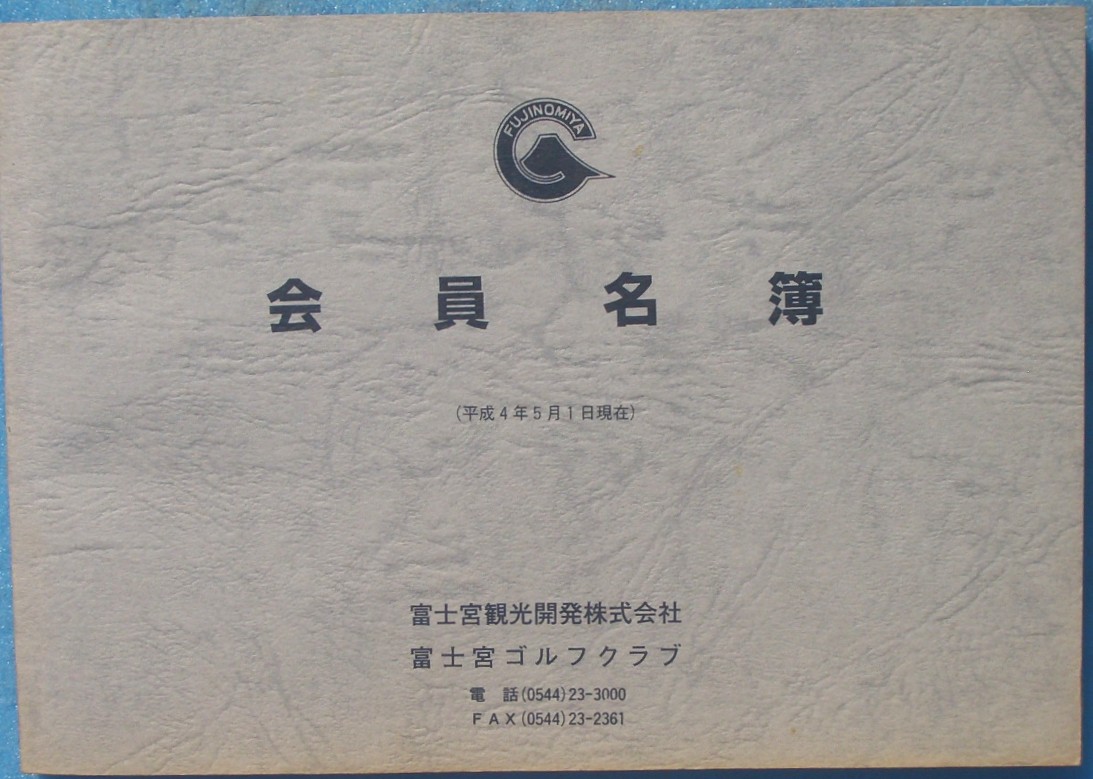 FUJINOMIYA
会員名簿
(平成4年5月1日現在)
富士宮観光開発株式会社
富士宮ゴルフクラブ
電 話(0544)23-3000
FAX(0544)23-2361